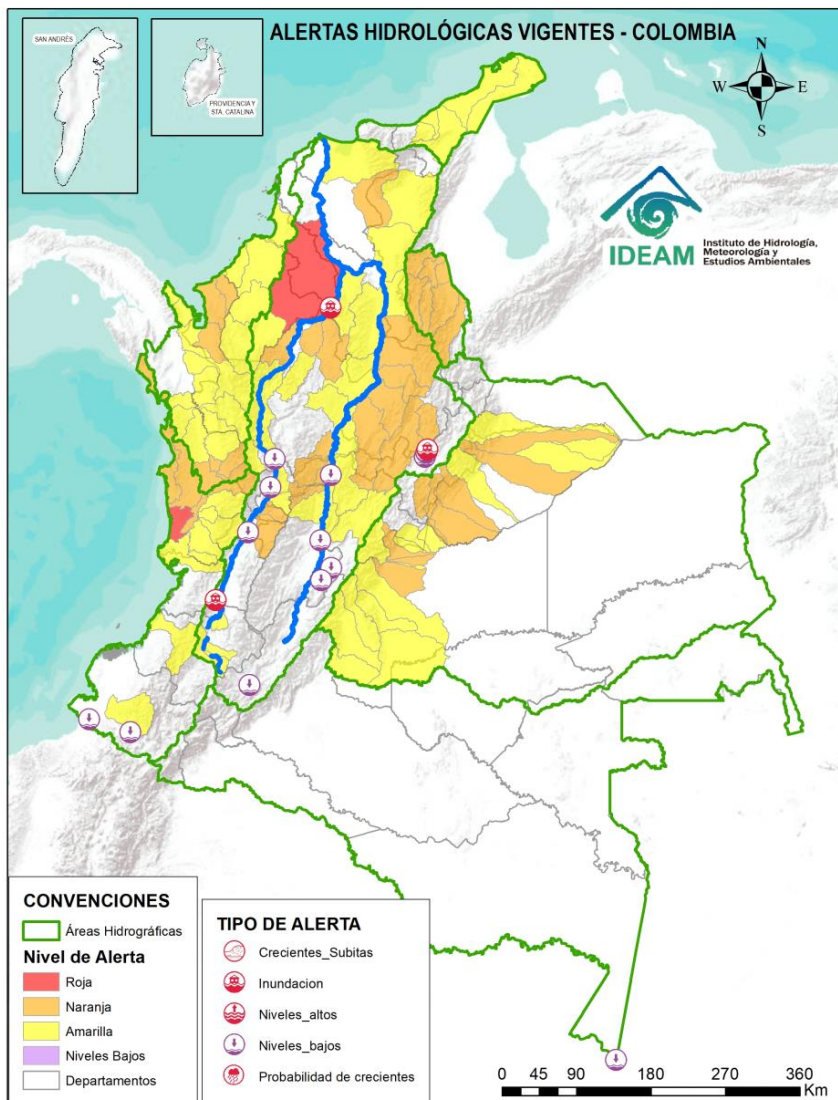 ALERTAS HIDROLÓGICAS VIGENTES - COLOMBIA
SAN ANDRÉS
PROVIDENCIA Y
STA. CATALINA
N
W
E
S
IDEAM
Instituto de Hidrología,
Meteorología y
Estudios Ambientales
CONVENCIONES
Áreas Hidrográficas
Nivel de Alerta
Roja
Naranja
Amarilla
Niveles Bajos
Departamentos
TIPO DE ALERTA
Crecientes_Subitas
Inundacion
Niveles_altos
Niveles_bajos
Probabilidad de crecientes
0 45 90 180 270 360
Km